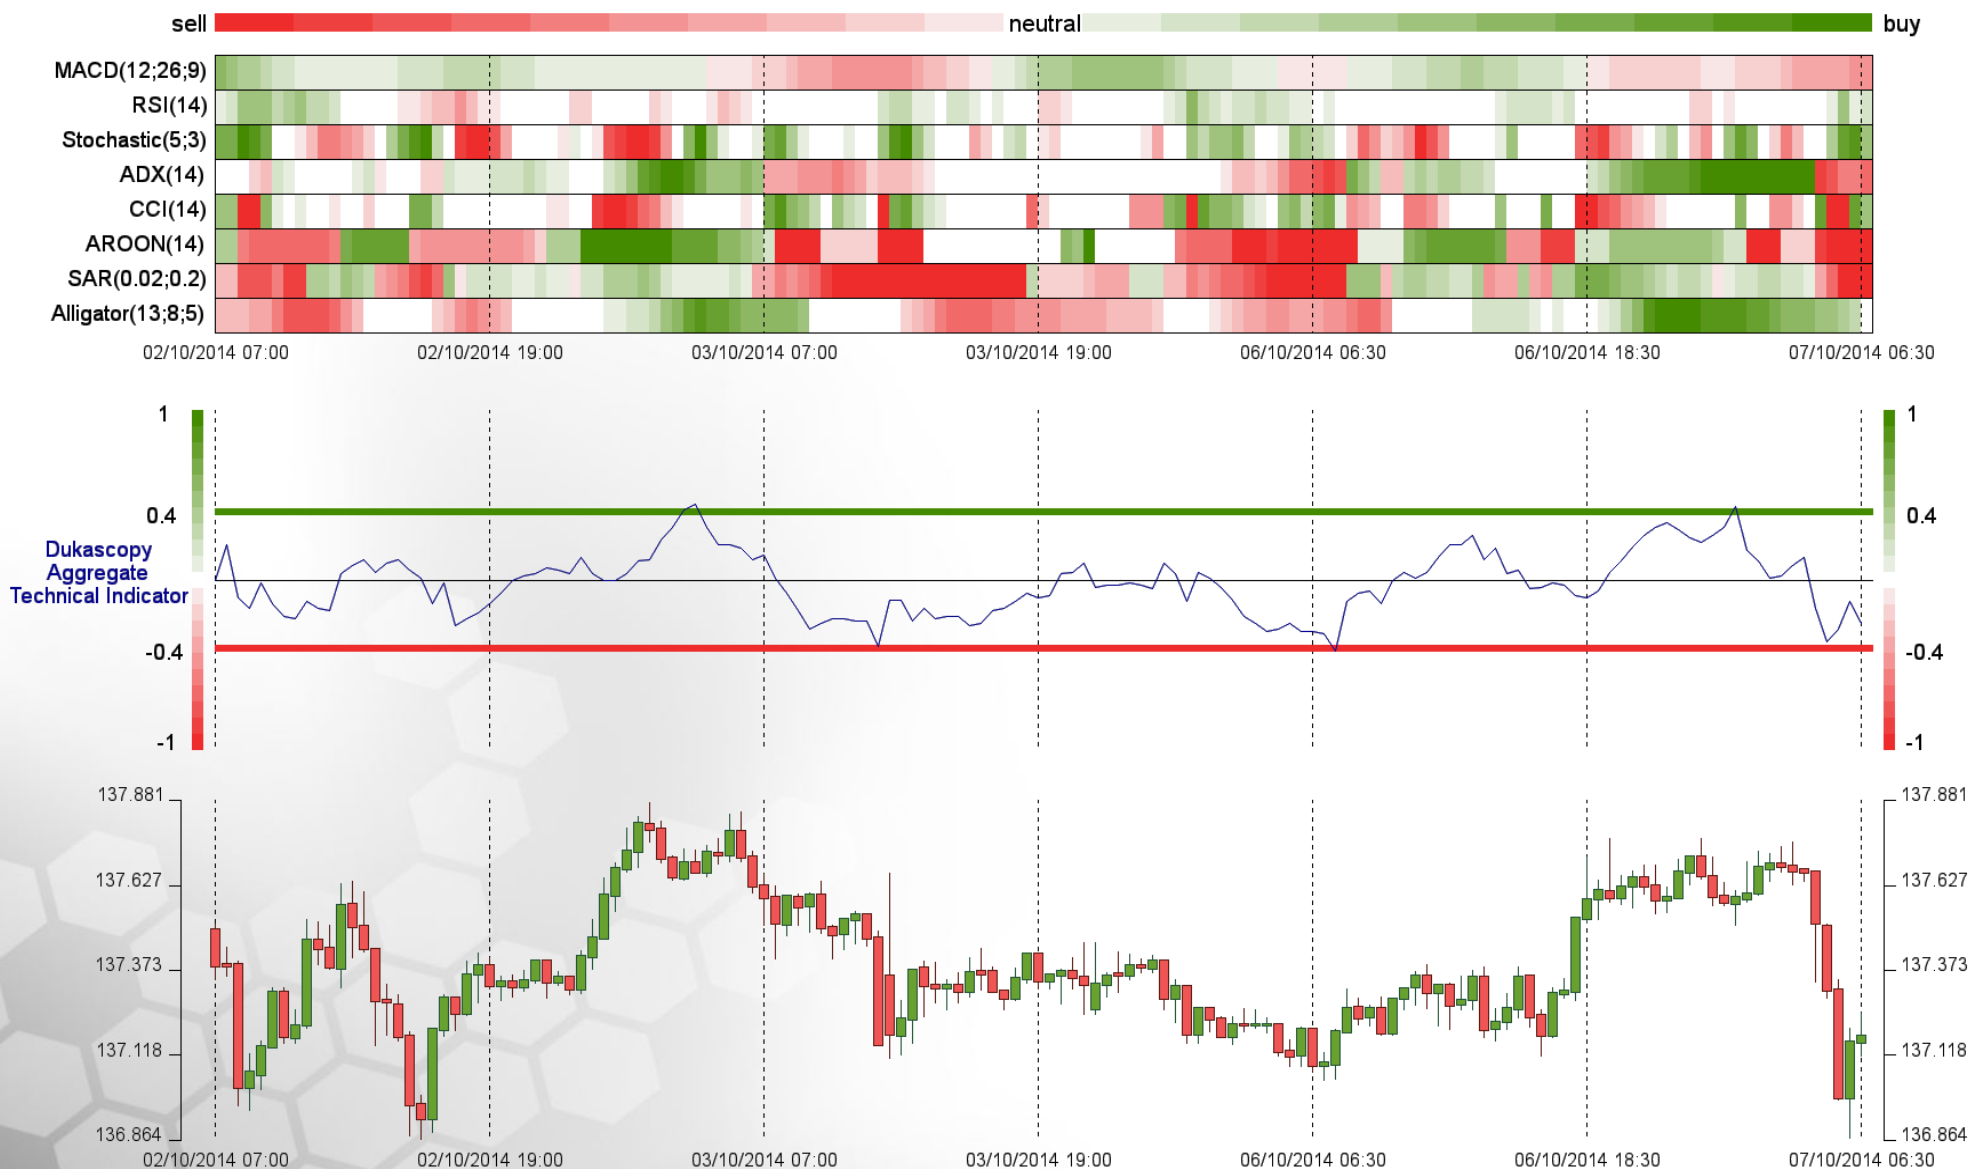 sell neutral buy
MACD(12;26;9)
RSI(14)
Stochastic(5;3)
ADX(14)
CCI(14)
AROON(14)
SAR(0.02;0.2)
Alligator(13;8;5)
02/10/2014 07:00 02/10/2014 19:00 03/10/2014 07:00 03/10/2014 19:00 06/10/2014 06:30 06/10/2014 18:30 07/10/2014 06:30
1 1
0.4 0.4
Dukascopy
Aggregate
Technical Indicator
-0.4 -0.4
-1 -1
137.881 137.881
137.627 137.627
137.373 137.373
137.118 137.118
136.864 136.864
02/10/2014 07:00 02/10/2014 19:00 03/10/2014 07:00 03/10/2014 19:00 06/10/2014 06:30 06/10/2014 18:30 07/10/2014 06:30